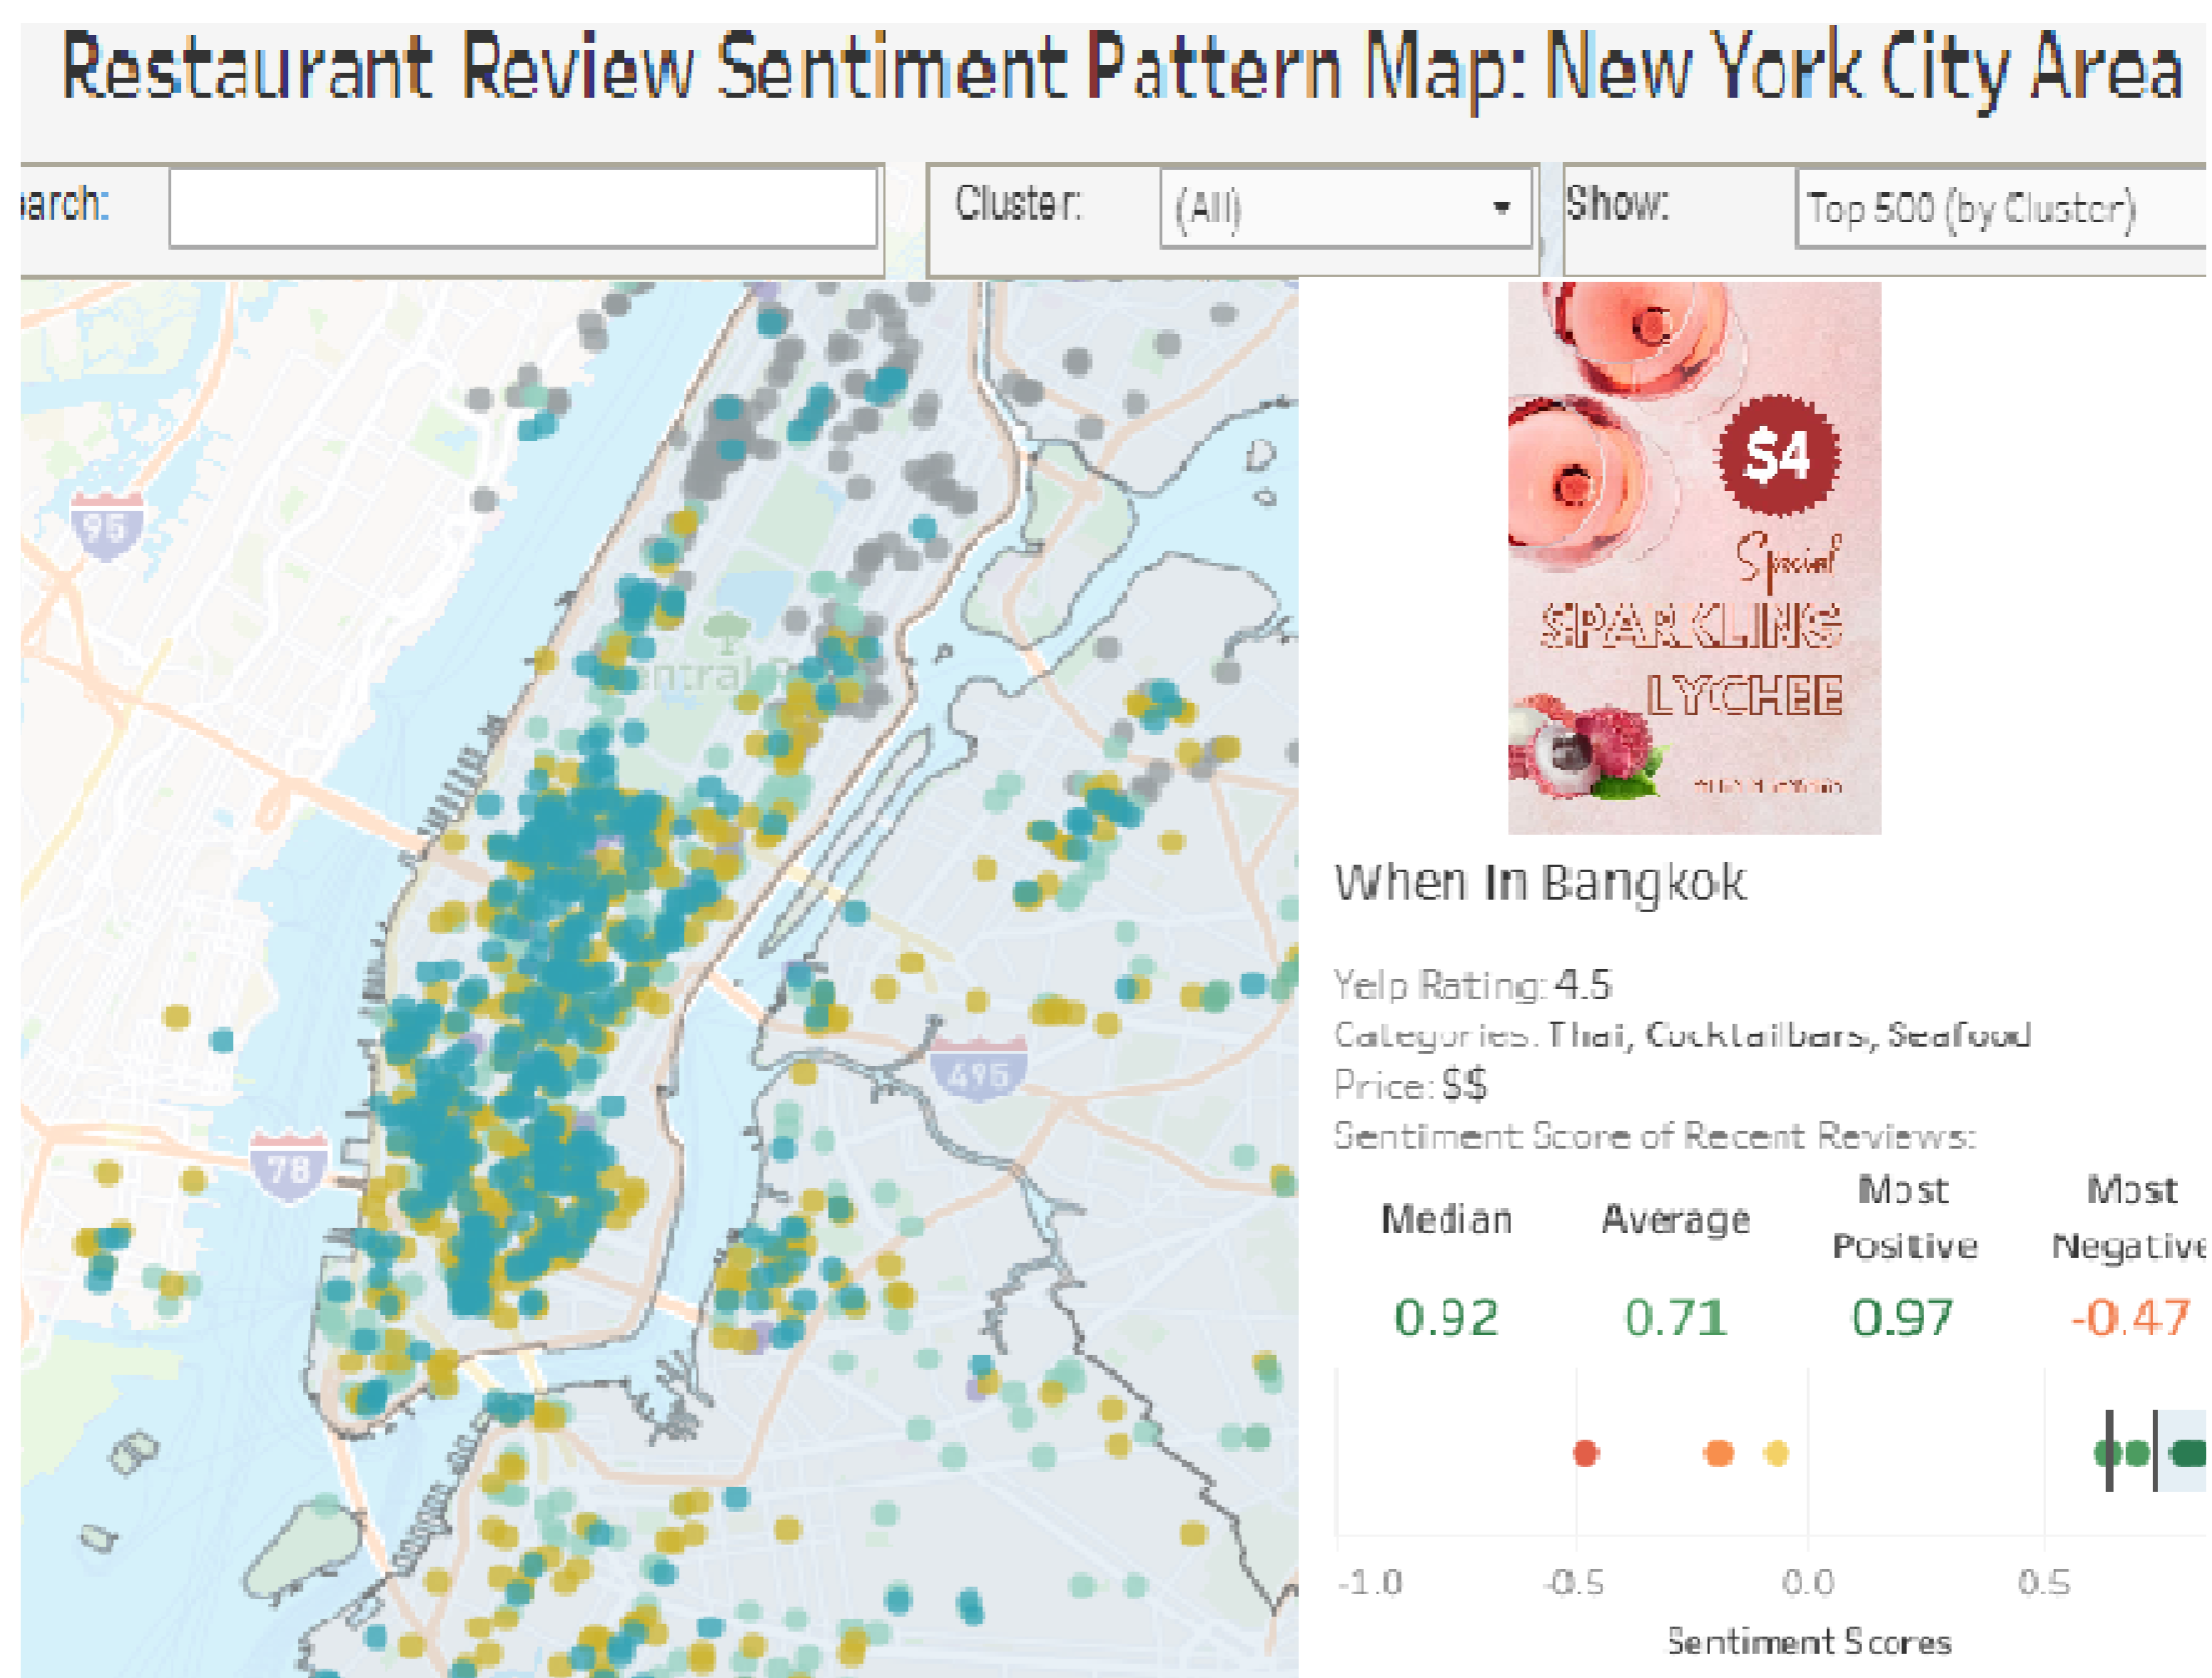 Restaurant Review Sentiment Pattern Map: New York City Area
arch:
Cluster:
(All)
Show:
Top 500 (by Cluster)
95
entral P
495
78
$4
Special
SPARKLING
LYCHEE
When In Bangkok
Yelp Rating: 4.5
Categories: Thai, Cocktailbars, Seafood
Price: $$
Sentiment Score of Recent Reviews:
Median Average Most Positive Most Negative
0.92 0.71 0.97 -0.47
-1.0 -0.5 0.0 0.5
Sentiment Scores